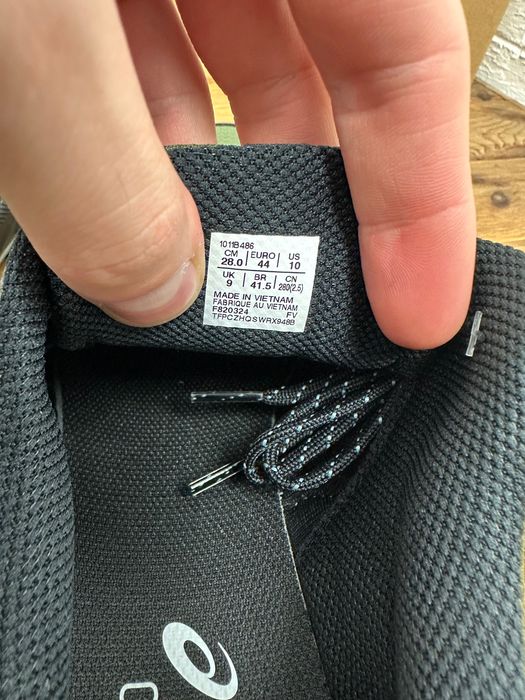 1011B486
CM EURO US
28.0 44 10
UK BR CN
9 41.5 280(2.5)
MADE IN VIETNAM
FABRIQUE AU VIETNAM
F820324 FV
TFPCZHQSWRX948B